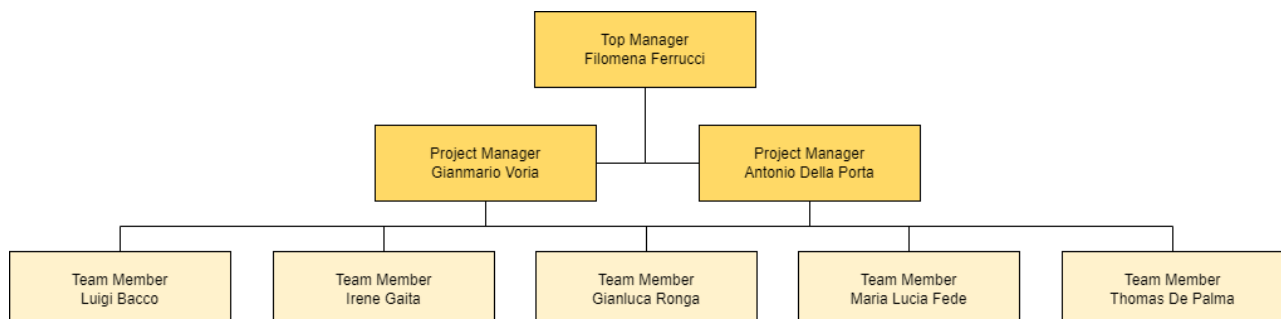 Top Manager
Filomena Ferrucci
Project Manager
Gianmario Voria
Project Manager
Antonio Della Porta
Team Member
Luigi Bacco
Team Member
Irene Gaita
Team Member
Gianluca Ronga
Team Member
Maria Lucia Fede
Team Member
Thomas De Palma